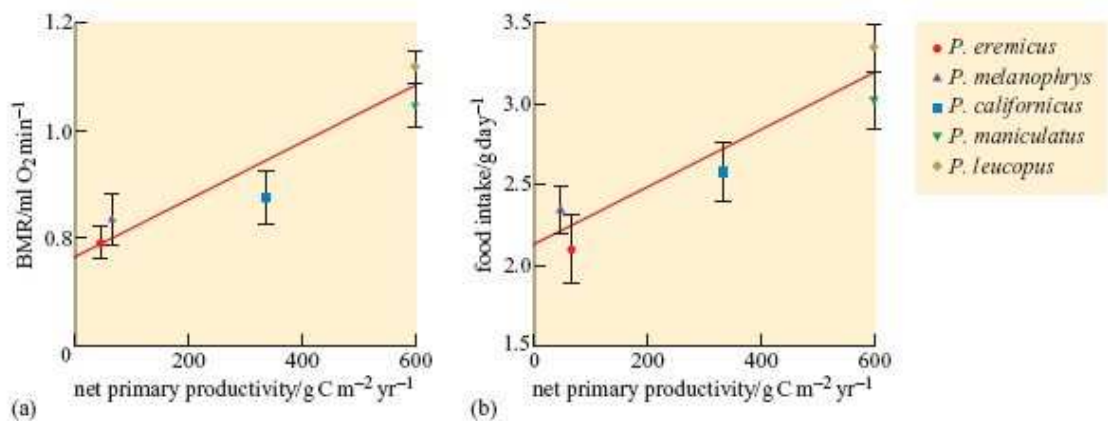 1.2
1.0
0.8
0
BMR/ml O₂ min⁻¹
200
400
600
net primary productivity/g C m⁻² yr⁻¹
(a)
3.5
3.0
2.5
2.0
1.5
food intake/g day⁻¹
0
200
400
600
net primary productivity/g C m⁻² yr⁻¹
(b)
P. eremicus
P. melanophrys
P. californicus
P. maniculatus
P. leucopus